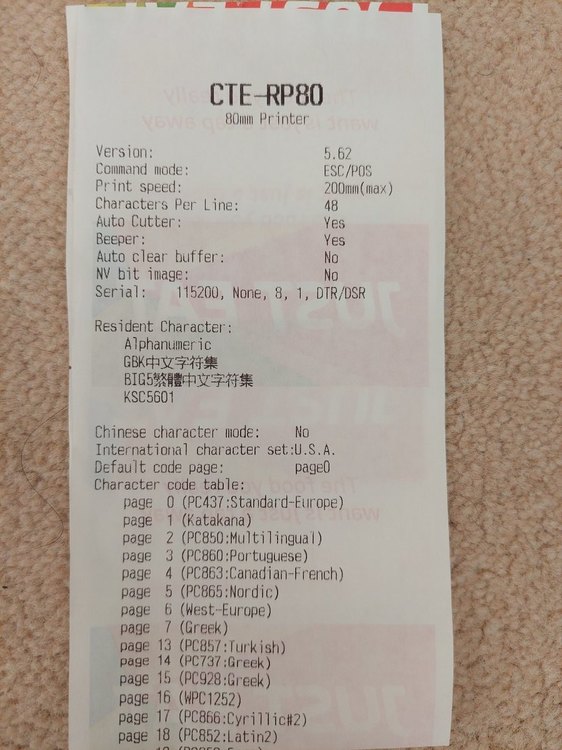 CTE-RP80
80mm Printer
Version: 5.62
Command mode: ESC/POS
Print speed: 200mm(max)
Characters Per Line: 48
Auto Cutter: Yes
Beeper: Yes
Auto clear buffer: No
NV bit image: No
Serial: 115200, None, 8, 1, DTR/DSR
Resident Character:
Alphanumeric
GBK中文字符集
BIG5繁體中文字符集
KSC5601
Chinese character mode: No
International character set:U.S.A.
Default code page: page0
Character code table:
page 0 (PC437:Standard-Europe)
page 1 (Katakana)
page 2 (PC850:Multilingual)
page 3 (PC860:Portuguese)
page 4 (PC863:Canadian-French)
page 5 (PC865:Nordic)
page 6 (West-Europe)
page 7 (Greek)
page 13 (PC857:Turkish)
page 14 (PC737:Greek)
page 15 (PC928:Greek)
page 16 (WPC1252)
page 17 (PC866:Cyrillic#2)
page 18 (PC852:Latin2)